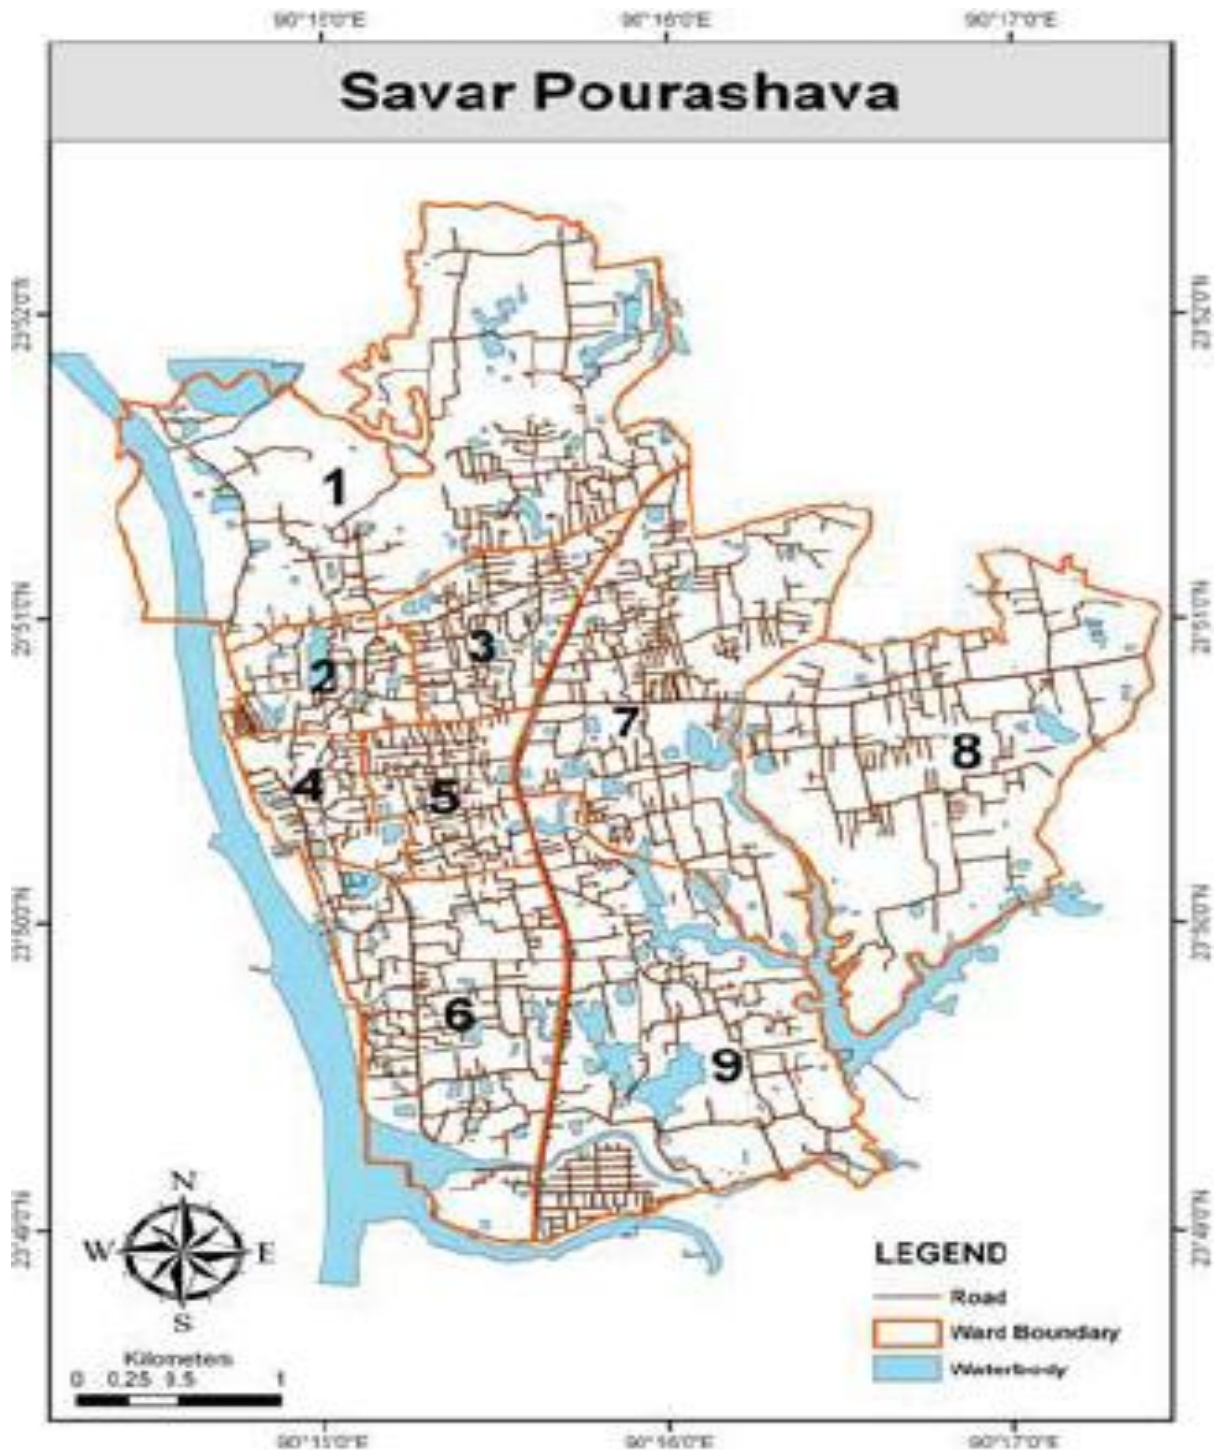 90°15'0"E 90°16'0"E 90°17'0"E
Savar Pourashava
23°52'0"N 23°52'0"N
1
23°51'0"N 23°51'0"N
3
2
7
8
4
5
23°50'0"N 23°50'0"N
6
9
N
W E
S
23°49'0"N 23°49'0"N
LEGEND
Road
Ward Boundary
Waterbody
Kilometers
0 0.25 0.5 1
90°15'0"E 90°16'0"E 90°17'0"E